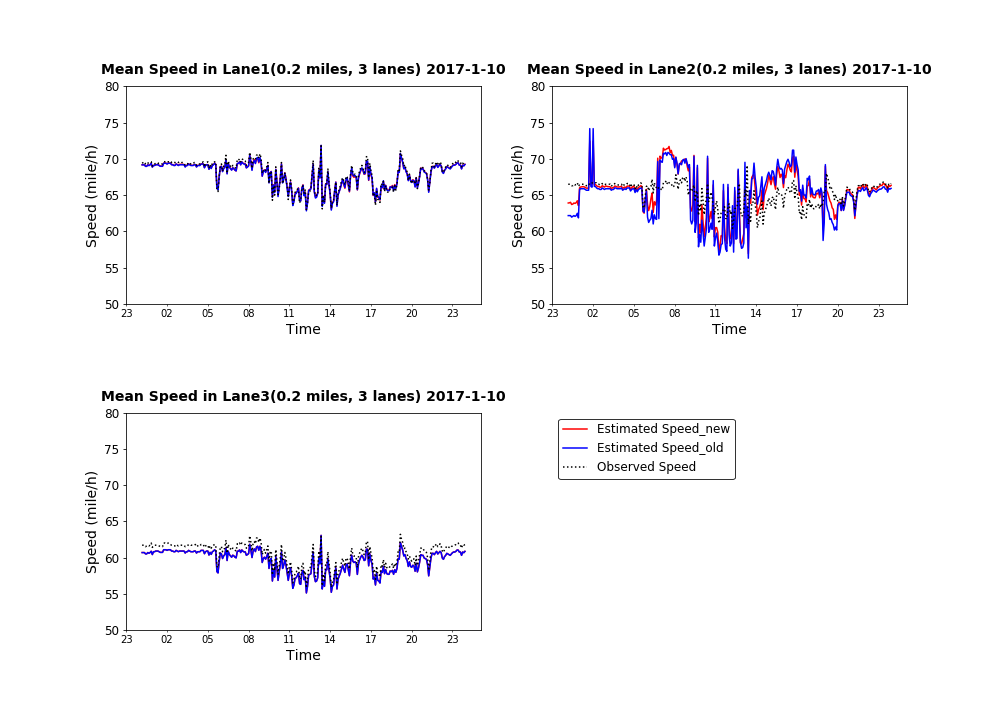 Mean Speed in Lane1(0.2 miles, 3 lanes) 2017-1-10
80
75
70
65
60
55
50
Speed (mile/h)
23 02 05 08 11 14 17 20 23
Time
Mean Speed in Lane2(0.2 miles, 3 lanes) 2017-1-10
80
75
70
65
60
55
50
Speed (mile/h)
23 02 05 08 11 14 17 20 23
Time
Mean Speed in Lane3(0.2 miles, 3 lanes) 2017-1-10
80
75
70
65
60
55
50
Speed (mile/h)
23 02 05 08 11 14 17 20 23
Time
Estimated Speed_new
Estimated Speed_old
Observed Speed